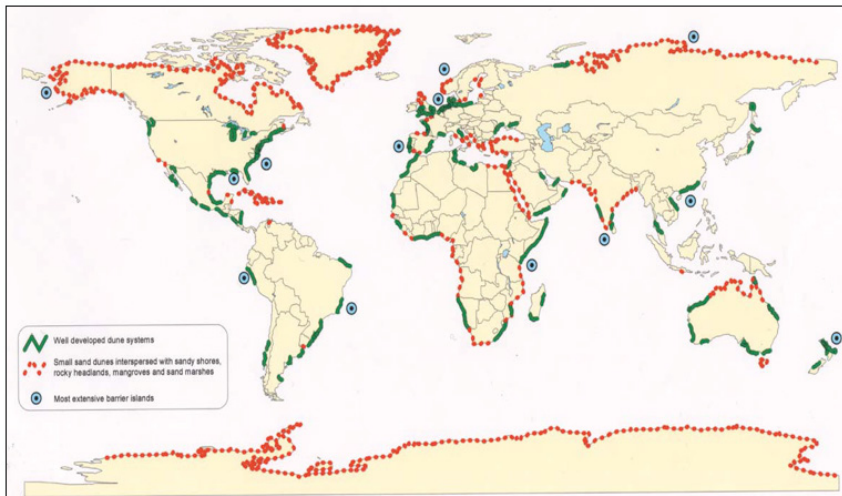 Well developed dune systems
Small sand dunes interspersed with sandy shores,
rocky headlands, mangroves and sand marshes
Most extensive barrier islands